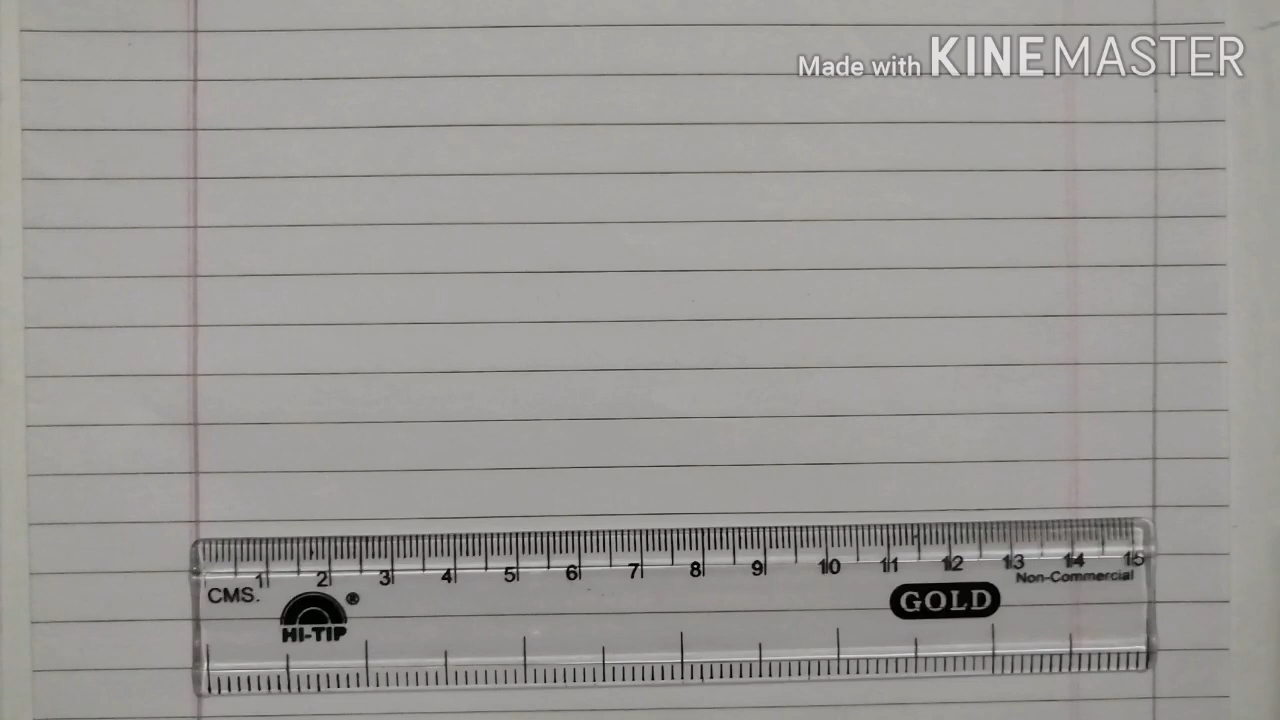 Made with KINEMASTER
1 2 3 4 5 6 7 8 9 10 11 12 13 14 15
CMS.
Non-Commercial
HI-TIP ®
GOLD